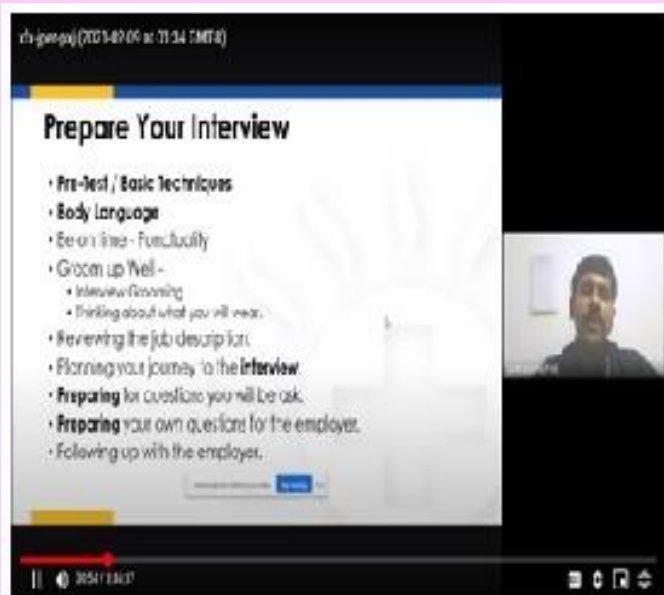 Prepare Your Interview
• Pre-Test / Basic Techniques
• Body Language
• Be on time - Punctuality
• Groom up Well -
• Interview Grooming
• Thinking about what you will wear.
• Reviewing the job description.
• Planning your journey to the interview
• Preparing for questions you will be ask.
• Preparing your own questions for the employer.
• Following up with the employer.